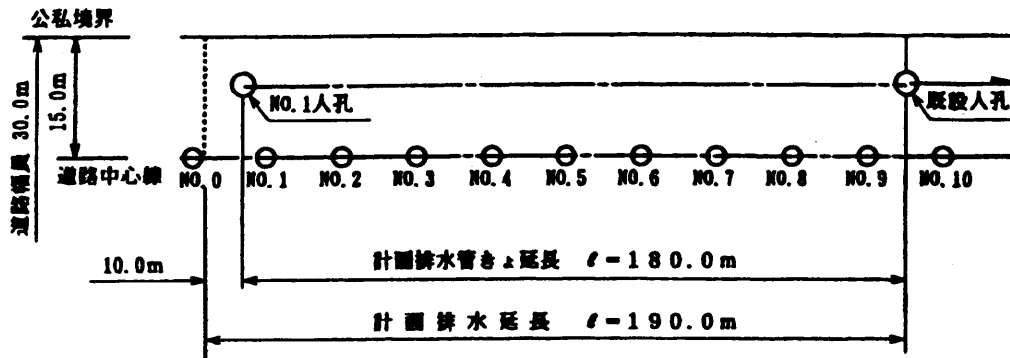 公私境界
道路幅員 30.0m
15.0m
NO.1人孔
既設人孔
道路中心線
NO.0 NO.1 NO.2 NO.3 NO.4 NO.5 NO.6 NO.7 NO.8 NO.9 NO.10
10.0m
計画排水管きょ延長 ℓ=180.0m
計画排水延長 ℓ=190.0m